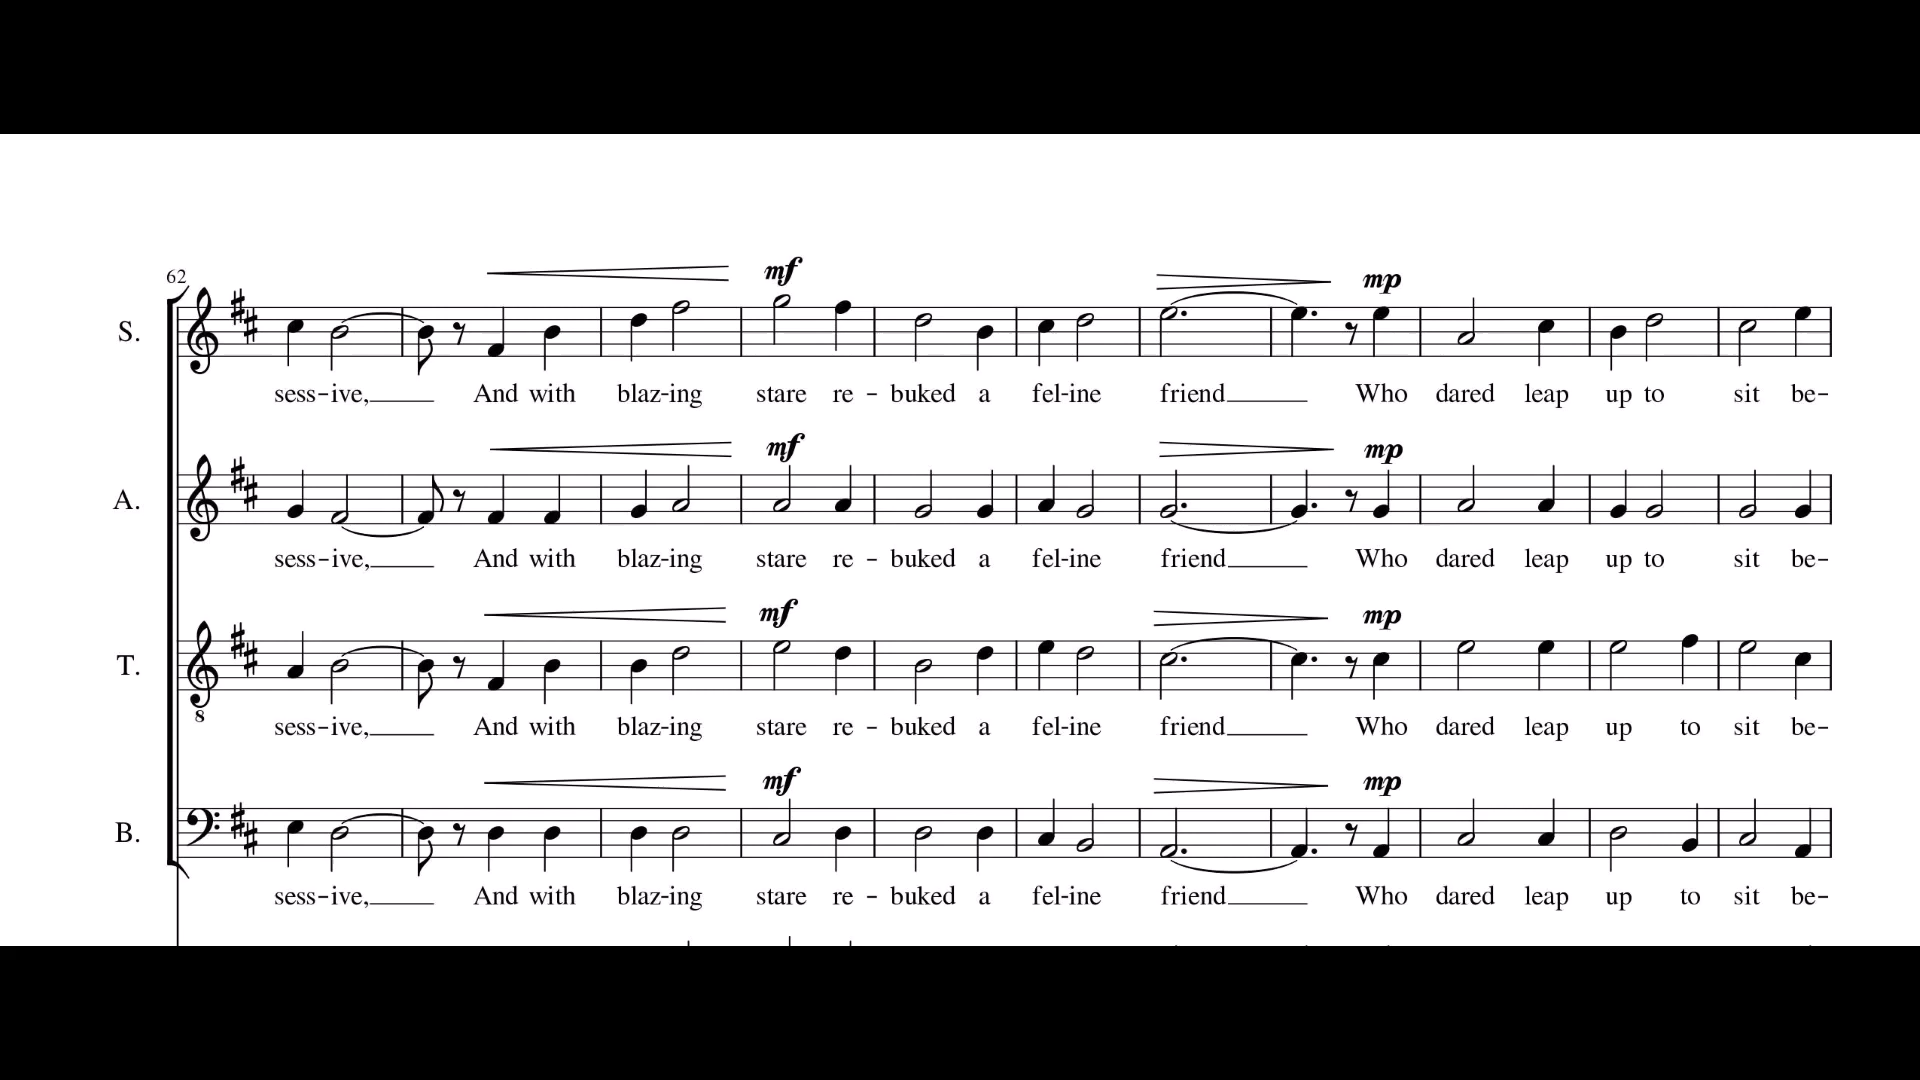 62
mf mp
S.
sess-ive, And with blaz-ing stare re - buked a fel-ine friend Who dared leap up to sit be-
mf mp
A.
sess-ive, And with blaz-ing stare re - buked a fel-ine friend Who dared leap up to sit be-
mf mp
T.
8
sess-ive, And with blaz-ing stare re - buked a fel-ine friend Who dared leap up to sit be-
mf mp
B.
sess-ive, And with blaz-ing stare re - buked a fel-ine friend Who dared leap up to sit be-